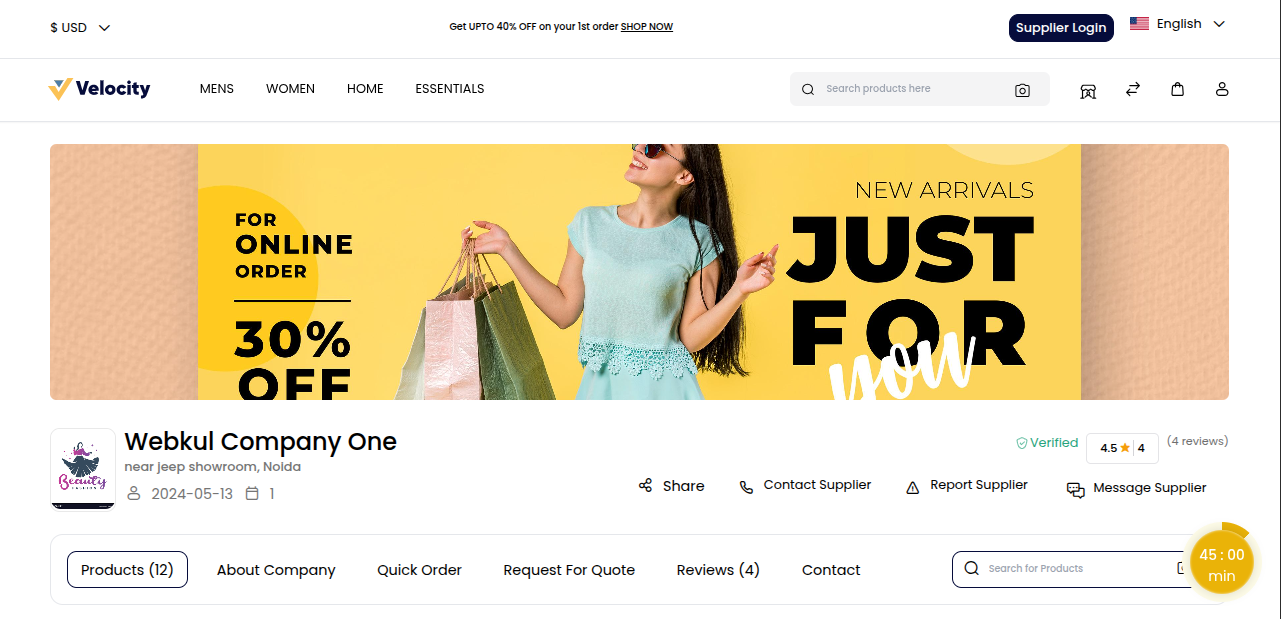 $ USD
Get UPTO 40% OFF on your 1st order SHOP NOW
Supplier Login
English
Velocity
MENS WOMEN HOME ESSENTIALS
Search products here
FOR
ONLINE
ORDER
30%
OFF
NEW ARRIVALS
JUST
FOR
you
Beauty
FASHION
Webkul Company One
near jeep showroom, Noida
2024-05-13 1
Verified 4.5 4 (4 reviews)
Share Contact Supplier Report Supplier Message Supplier
Products (12) About Company Quick Order Request For Quote Reviews (4) Contact
Search for Products
45 : 00
min